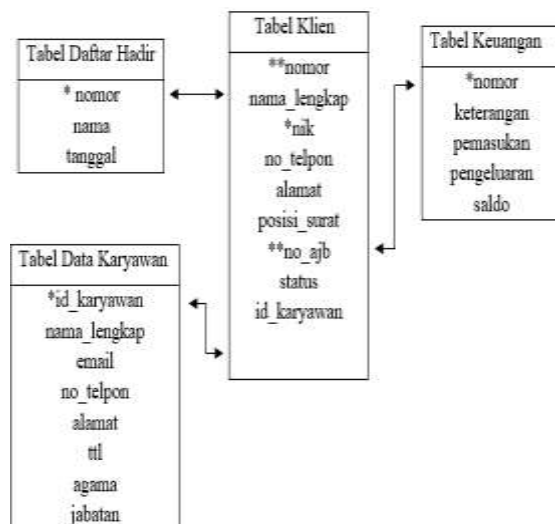 Tabel Daftar Hadir
* nomor
nama
tanggal
Tabel Klien
**nomor
nama_lengkap
*nik
no_telpon
alamat
posisi_surat
**no_ajb
status
id_karyawan
Tabel Keuangan
*nomor
keterangan
pemasukan
pengeluaran
saldo
Tabel Data Karyawan
*id_karyawan
nama_lengkap
email
no_telpon
alamat
ttl
agama
jabatan